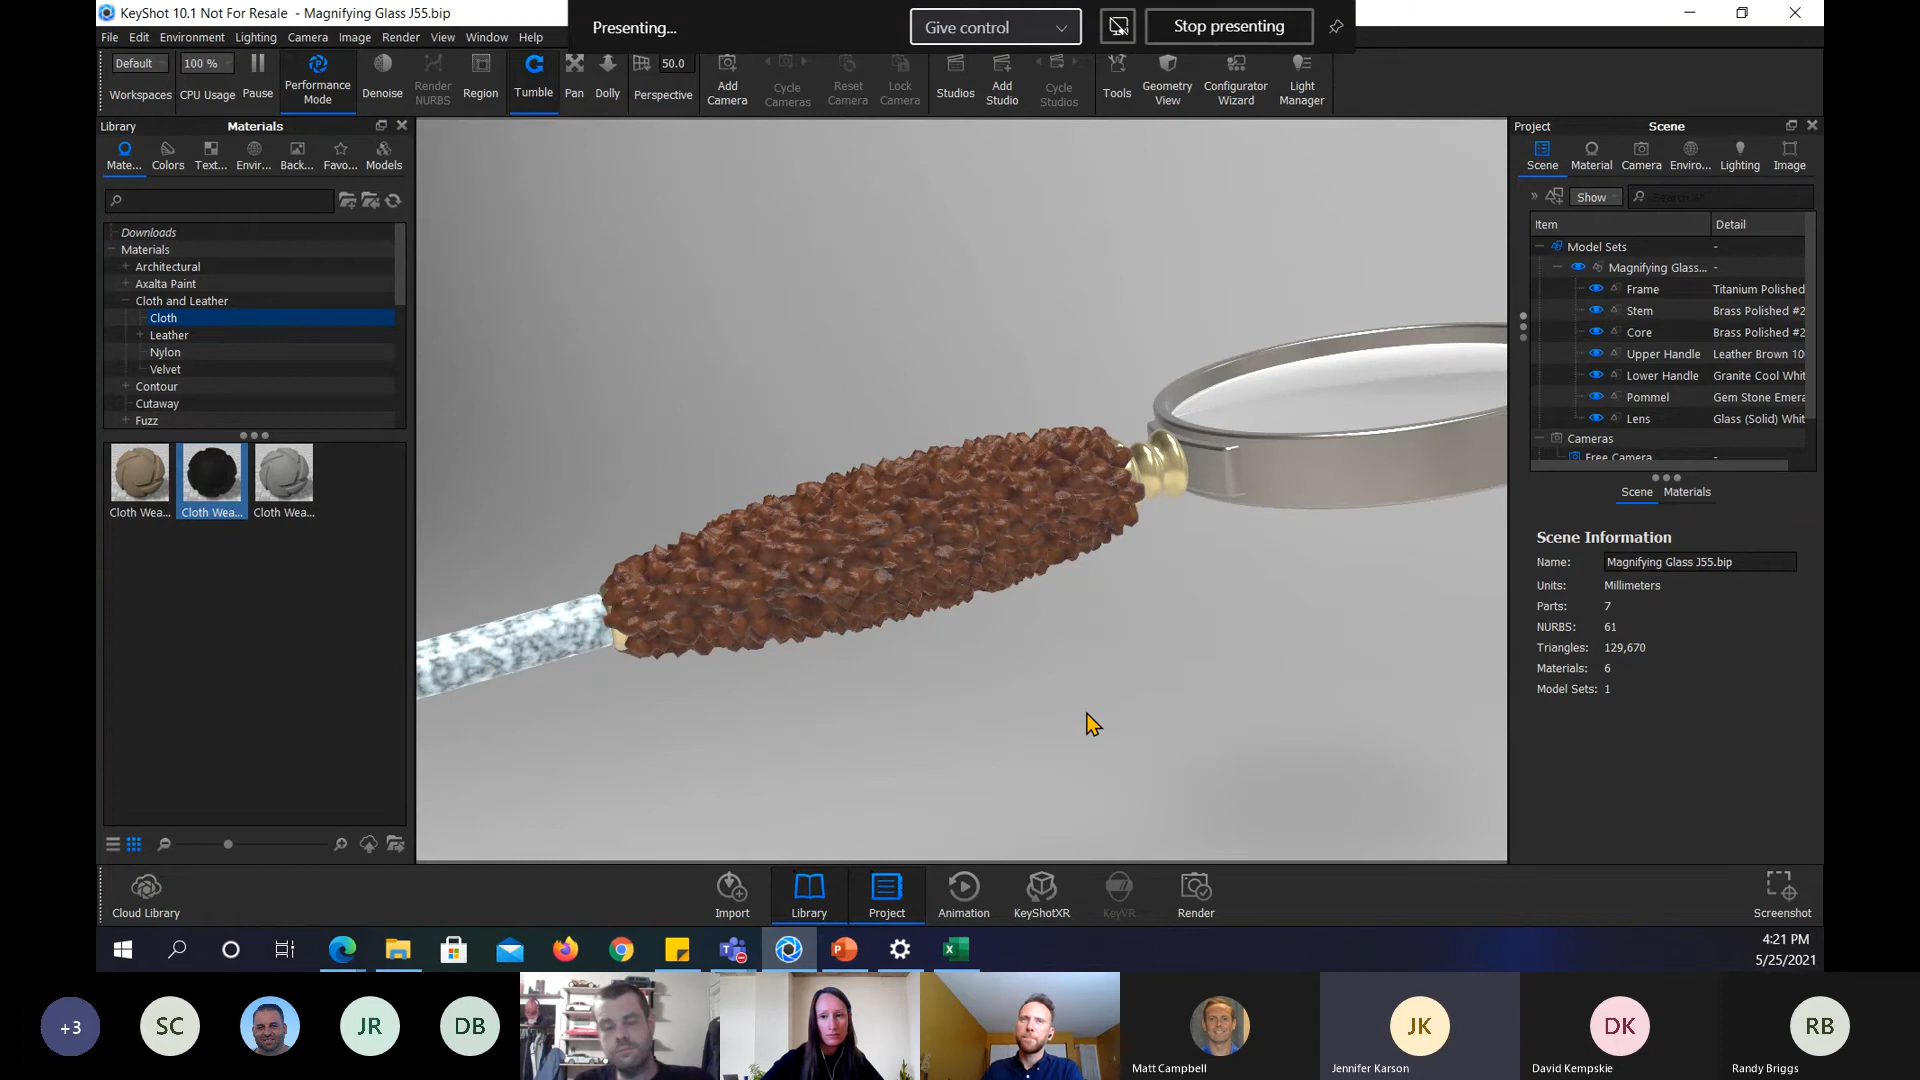 KeyShot 10.1 Not For Resale - Magnifying Glass J55.bip
Presenting...
Give control
Stop presenting
File Edit Environment Lighting Camera Image Render View Window Help
Default
100 %
50.0
Workspaces
CPU Usage
Pause
Performance Mode
Denoise
Render NURBS
Region
Tumble
Pan
Dolly
Perspective
Add Camera
Cycle Cameras
Reset Camera
Lock Camera
Studios
Add Studio
Cycle Studios
Tools
Geometry View
Configurator Wizard
Light Manager
Library
Materials
Mate...
Colors
Text...
Envir...
Back...
Favo...
Models
Downloads
Materials
Architectural
Axalta Paint
Cloth and Leather
Cloth
Leather
Nylon
Velvet
Contour
Cutaway
Fuzz
Cloth Wea...
Cloth Wea...
Cloth Wea...
Project
Scene
Scene
Material
Camera
Enviro...
Lighting
Image
Show
Item Detail
Model Sets -
Magnifying Glass... -
Frame Titanium Polished
Stem Brass Polished #2
Core Brass Polished #2
Upper Handle Leather Brown 10
Lower Handle Granite Cool Whit
Pommel Gem Stone Emera
Lens Glass (Solid) Whit
Cameras
Free Camera -
Scene Materials
Scene Information
Name: Magnifying Glass J55.bip
Units: Millimeters
Parts: 7
NURBS: 61
Triangles: 129,670
Materials: 6
Model Sets: 1
Cloud Library
Import
Library
Project
Animation
KeyShotXR
KeyVR
Render
Screenshot
4:21 PM
5/25/2021
+3
SC
JR
DB
JK
DK
RB
Matt Campbell
Jennifer Karson
David Kempskie
Randy Briggs